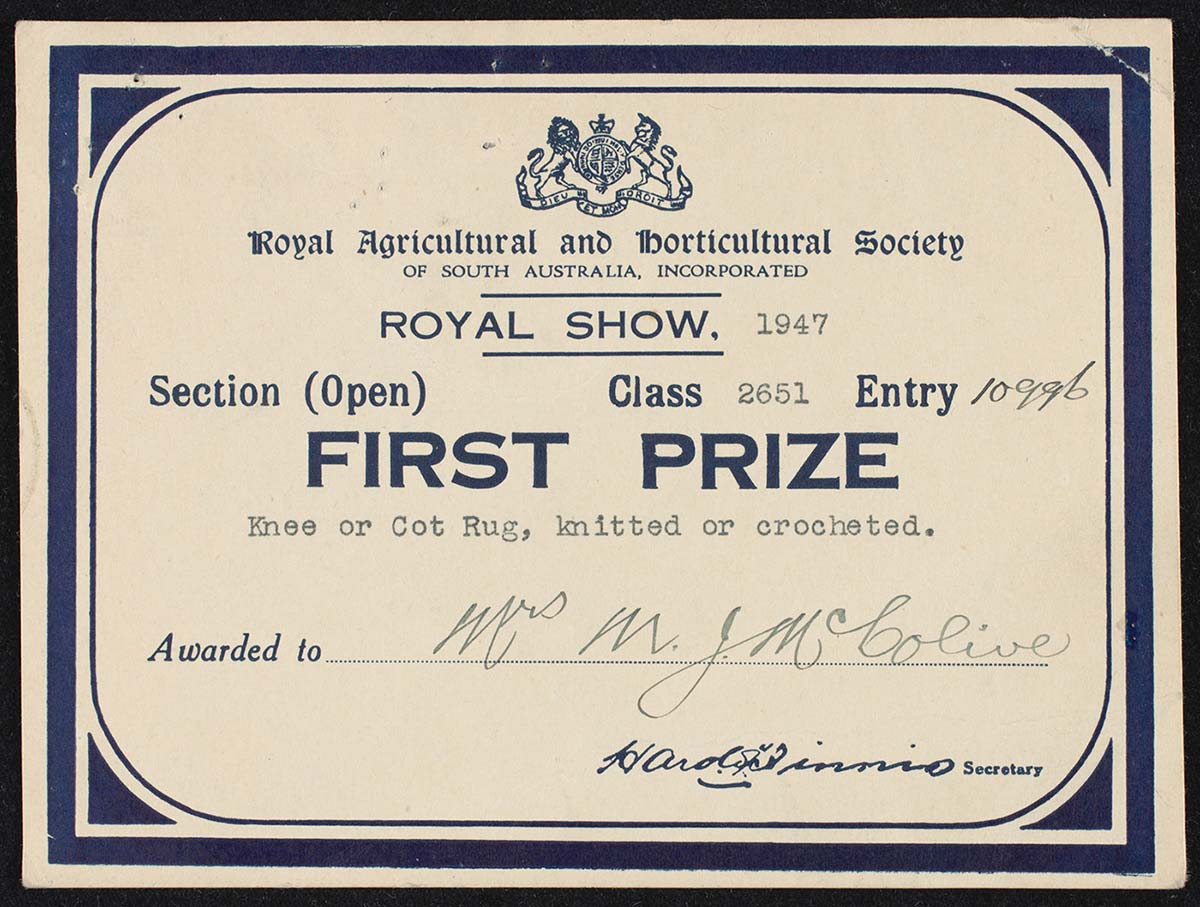 DIEU ET MON DROIT
Royal Agricultural and Horticultural Society
OF SOUTH AUSTRALIA, INCORPORATED
ROYAL SHOW, 1947
Section (Open) Class 2651 Entry 10996
FIRST PRIZE
Knee or Cot Rug, knitted or crocheted.
Awarded to Mrs M. J. McColive
Secretary